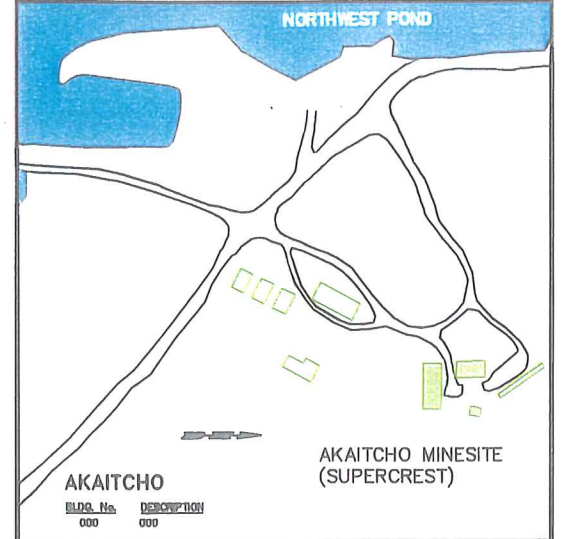 NORTHWEST POND
AKAITCHO MINESITE
(SUPERCREST)
AKAITCHO
BLDG. No. DESCRIPTION
000 000